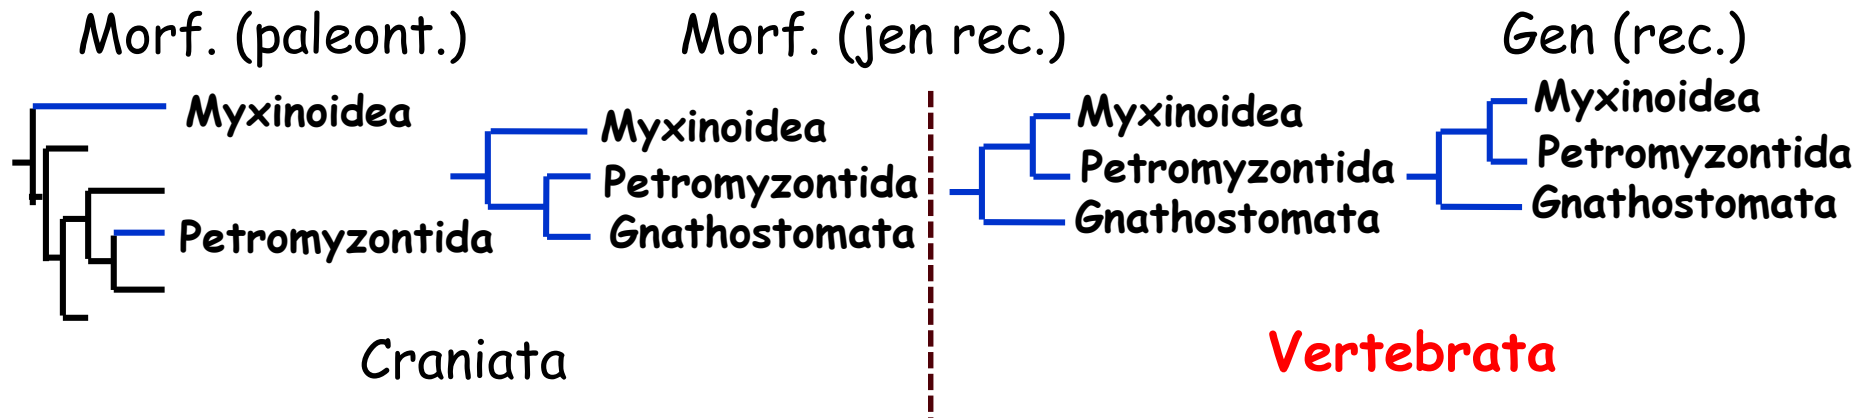 Morf. (paleont.)
Morf. (jen rec.)
Gen (rec.)
Myxinoidea
Petromyzontida
Myxinoidea
Petromyzontida
Gnathostomata
Myxinoidea
Petromyzontida
Gnathostomata
Myxinoidea
Petromyzontida
Gnathostomata
Craniata
Vertebrata